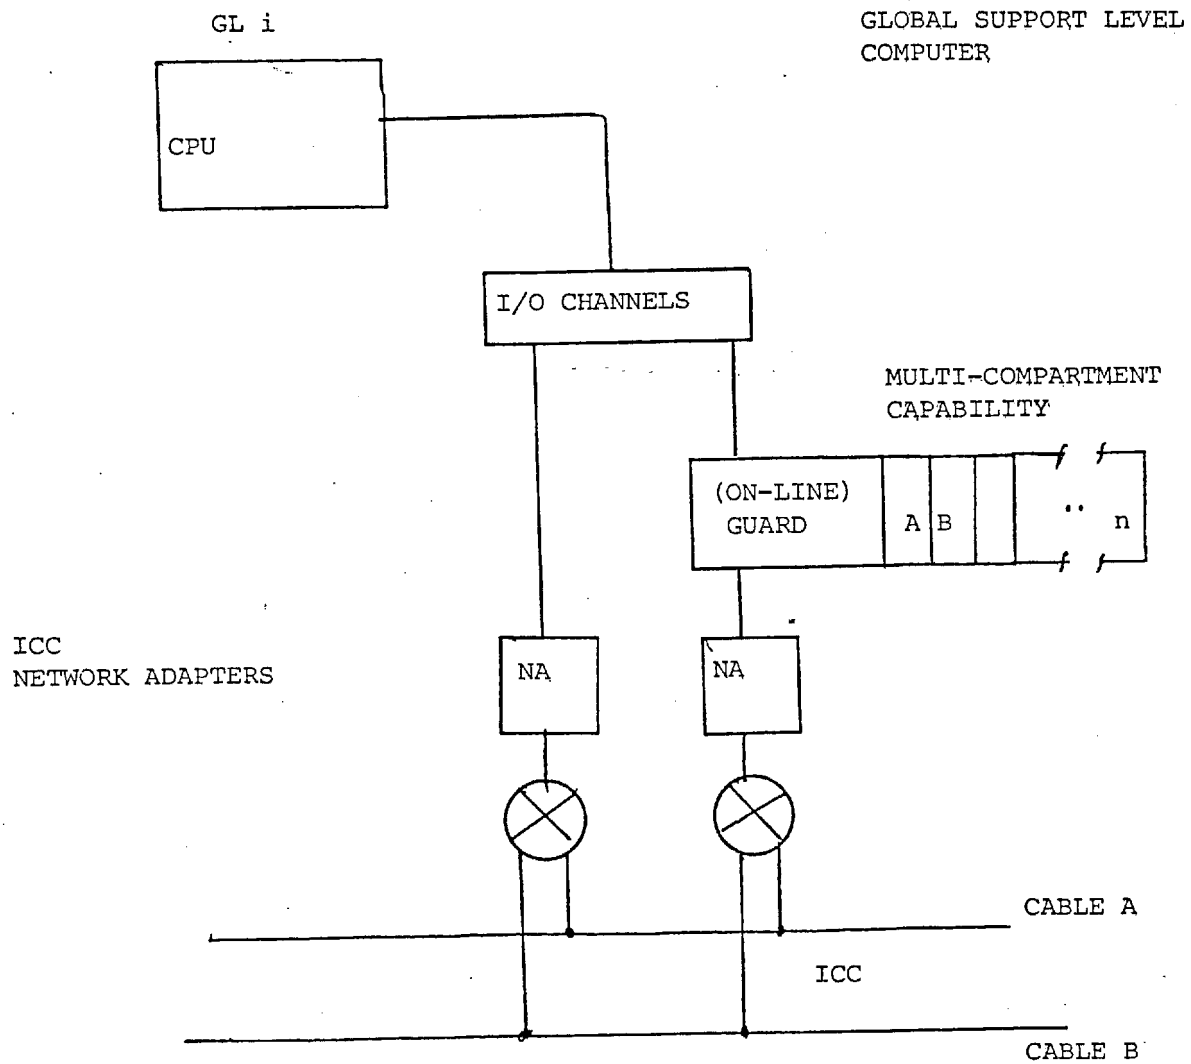 GL i
GLOBAL SUPPORT LEVEL
COMPUTER
CPU
I/O CHANNELS
MULTI-COMPARTMENT
CAPABILITY
(ON-LINE)
GUARD
A B .. n
ICC
NETWORK ADAPTERS
NA NA
CABLE A
ICC
CABLE B